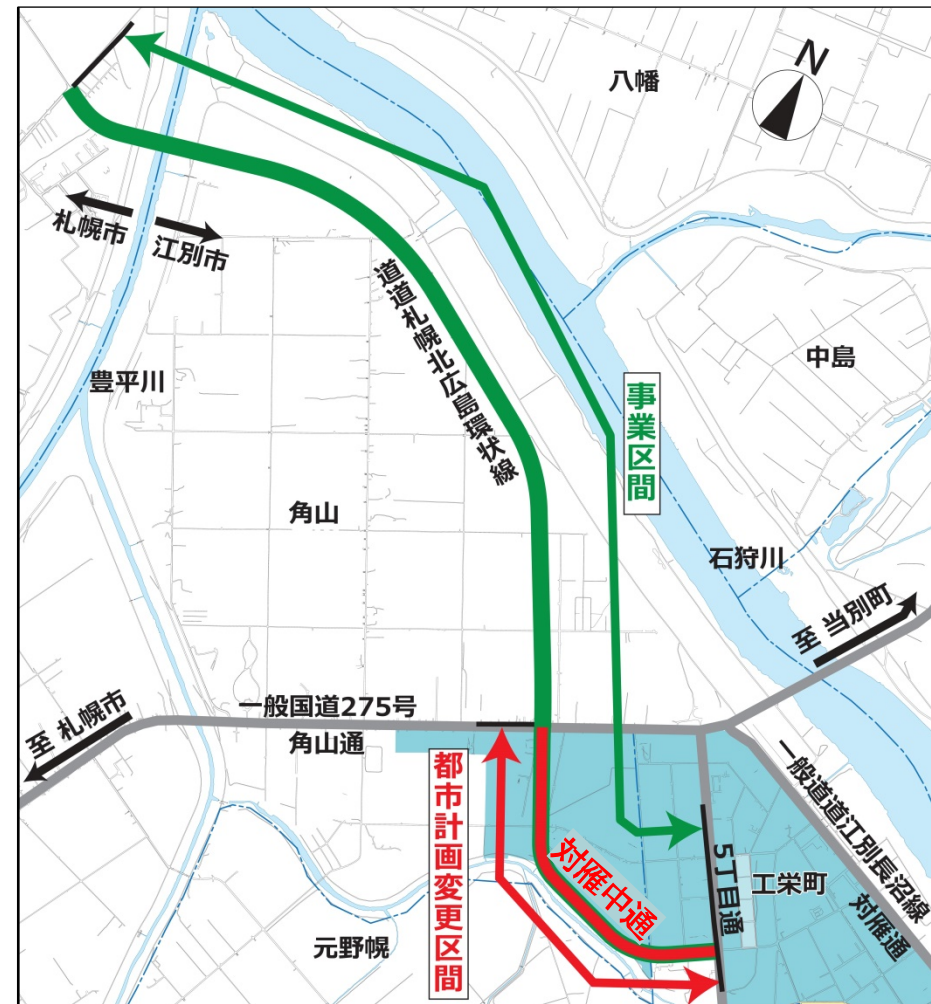 N
八幡
札幌市
江別市
道道札幌北広島環状線
中島
豊平川
事業区間
角山
石狩川
至 当別町
一般国道275号
至 札幌市
角山通
都市計画変更区間
一般道道江別長沼線
対雁中通
5丁目通
工栄町
対雁通
元野幌